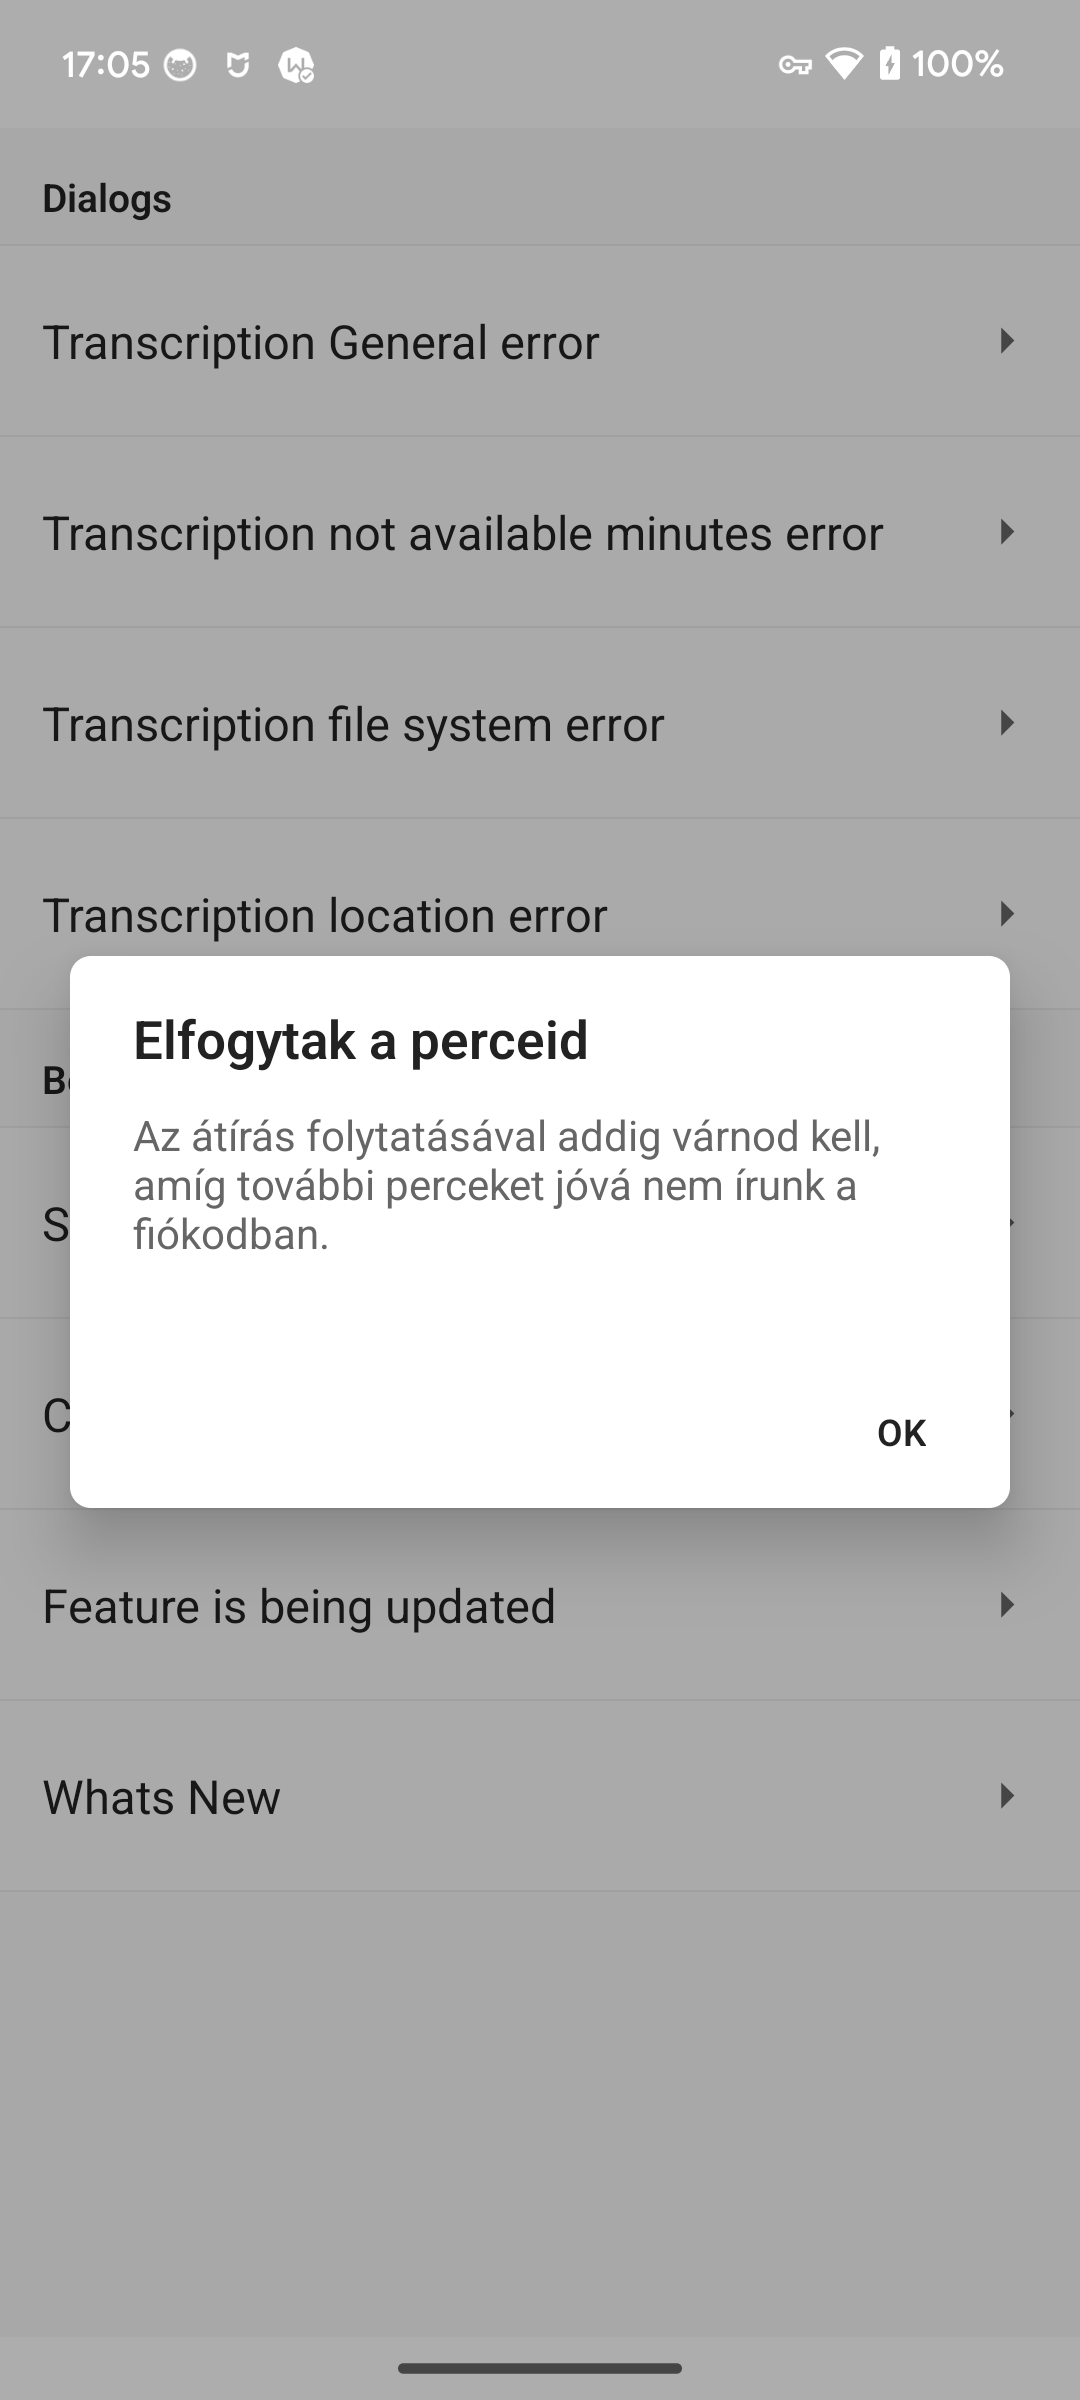 17:05 100%
Dialogs
Transcription General error
Transcription not available minutes error
Transcription file system error
Transcription location error
Elfogytak a perceid
Az átírás folytatásával addig várnod kell,
amíg további perceket jóvá nem írunk a
fiókodban.
OK
Feature is being updated
Whats New